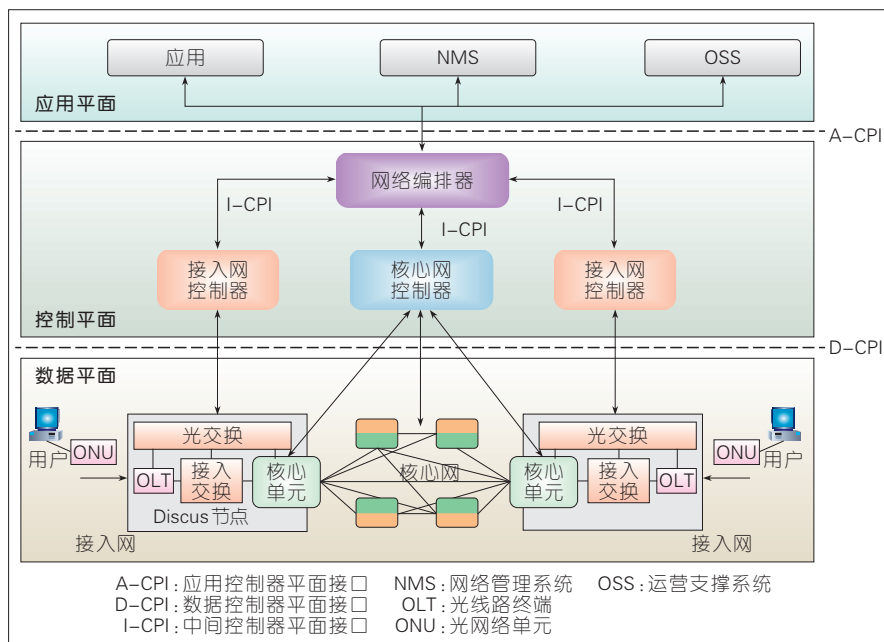 应用
NMS
OSS
应用平面
A-CPI
网络编排器
I-CPI
I-CPI
I-CPI
接入网
控制器
核心网
控制器
接入网
控制器
控制平面
D-CPI
数据平面
用户
ONU
光交换
OLT
接入
交换
核心
单元
Discus节点
接入网
核心网
光交换
核心
单元
接入
交换
OLT
ONU
用户
接入网
A-CPI:应用控制器平面接口 NMS:网络管理系统 OSS:运营支撑系统
D-CPI:数据控制器平面接口 OLT:光线路终端
I-CPI:中间控制器平面接口 ONU:光网络单元